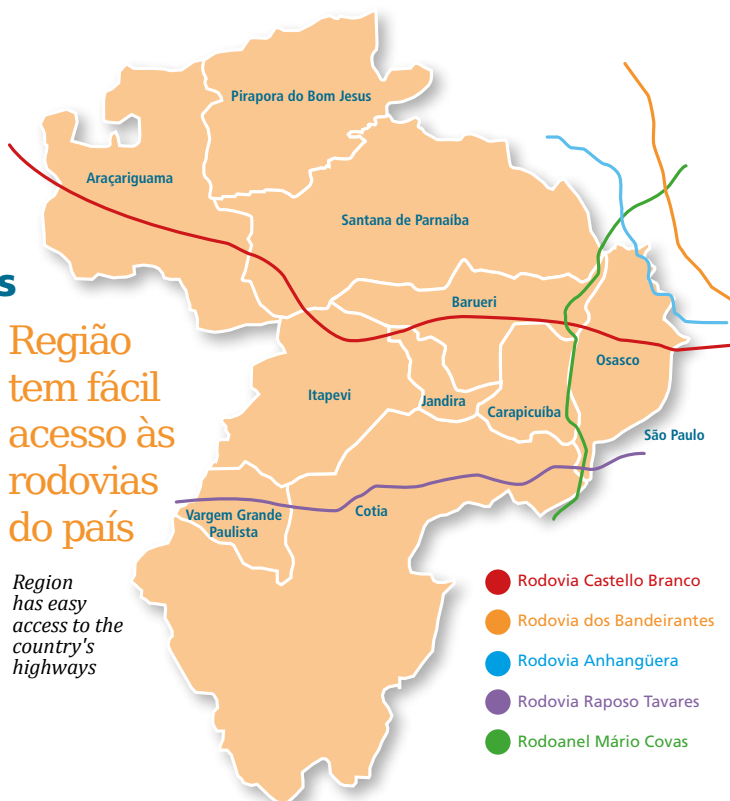 s
Região
tem fácil
acesso às
rodovias
do país
Region
has easy
access to the
country's
highways
Pirapora do Bom Jesus
Araçariguama
Santana de Parnaíba
Barueri
Osasco
Itapevi
Jandira
Carapicuíba
São Paulo
Vargem Grande
Paulista
Cotia
Rodovia Castello Branco
Rodovia dos Bandeirantes
Rodovia Anhangüera
Rodovia Raposo Tavares
Rodoanel Mário Covas